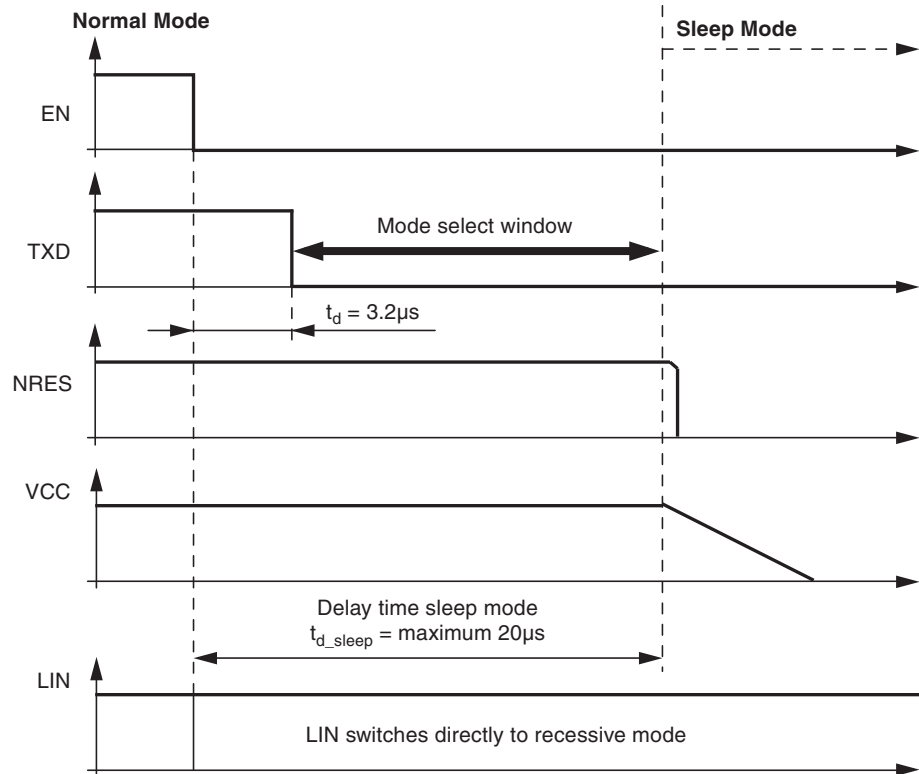 Normal Mode
Sleep Mode
EN
Mode select window
TXD
t_d = 3.2µs
NRES
VCC
Delay time sleep mode
t_d_sleep = maximum 20µs
LIN
LIN switches directly to recessive mode